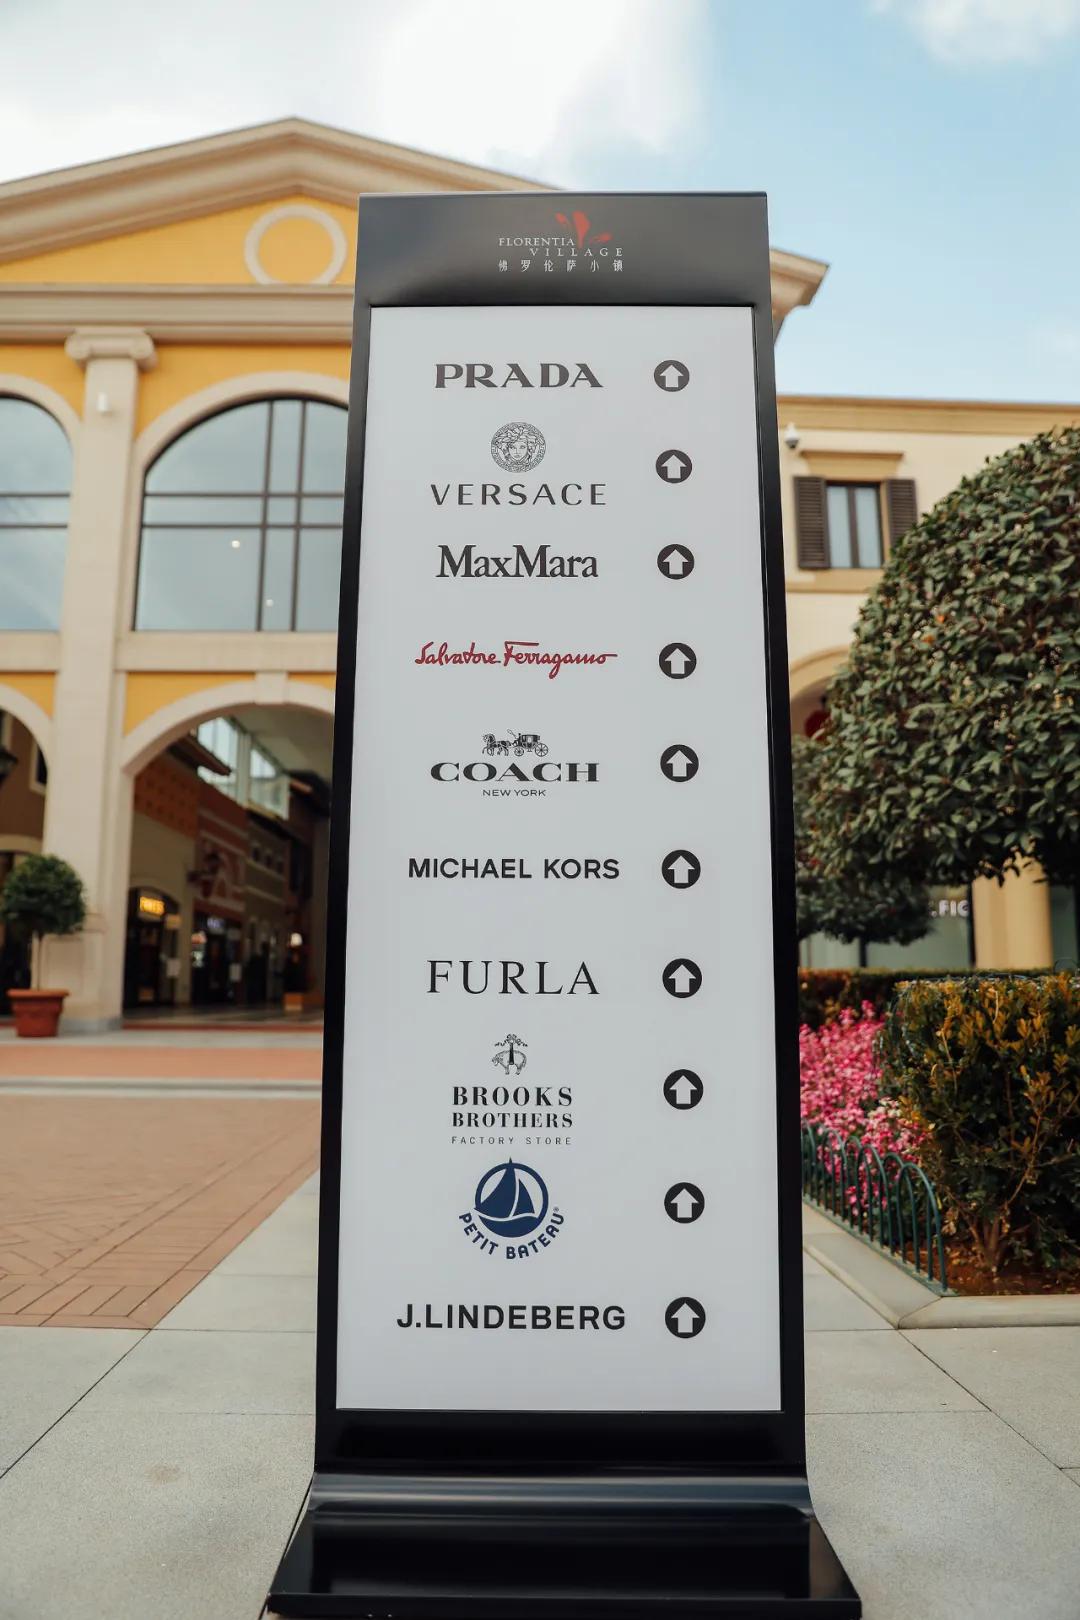 FLORENTIA
VILLAGE
佛罗伦萨小镇
PRADA
VERSACE
MaxMara
Salvatore Ferragamo
COACH
NEW YORK
MICHAEL KORS
FURLA
BROOKS
BROTHERS
FACTORY STORE
PETIT BATEAU®
J.LINDEBERG